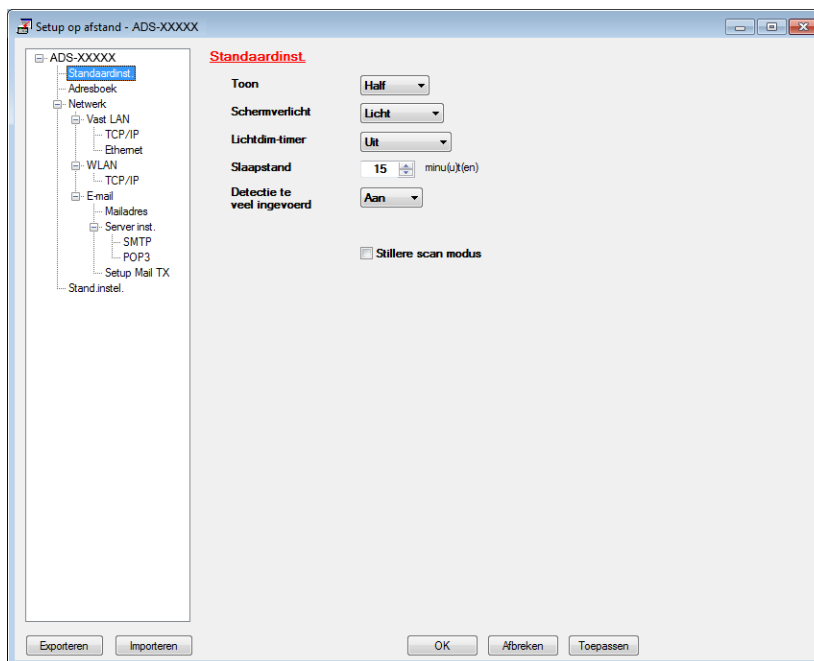 Setup op afstand - ADS-XXXXX
ADS-XXXXX
Standaardinst.
Adresboek
Netwerk
Vast LAN
TCP/IP
Ethernet
WLAN
TCP/IP
E-mail
Mailadres
Server inst.
SMTP
POP3
Setup Mail TX
Stand.instel.
Standaardinst.
Toon Half
Schermverlicht Licht
Lichtdim-timer Uit
Slaapstand 15 minu(u)t(en)
Detectie te
veel ingevoerd Aan
Stillere scan modus
Exporteren Importeren OK Afbreken Toepassen